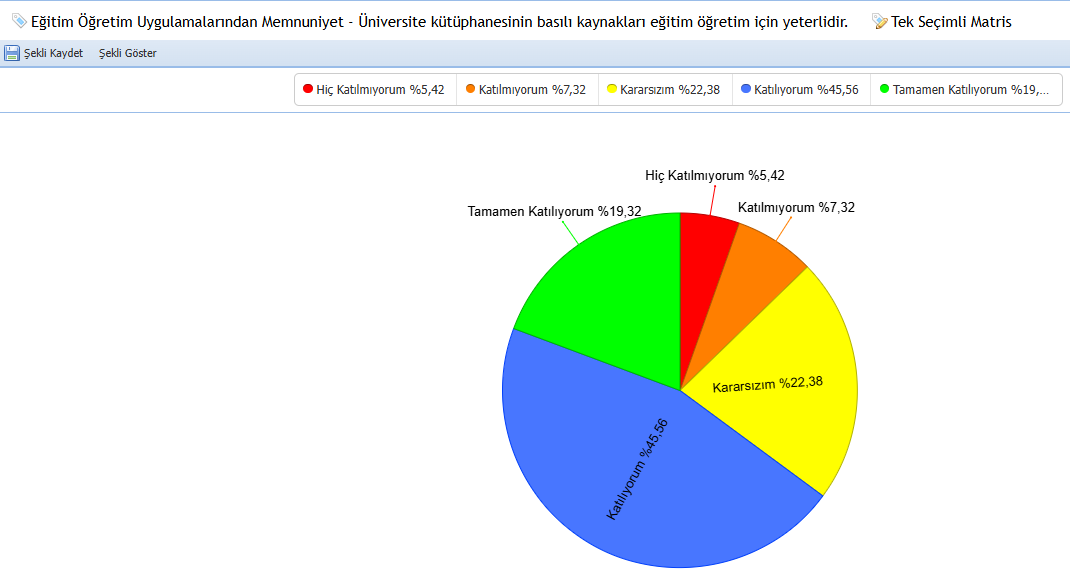 Eğitim Öğretim Uygulamalarından Memnuniyet - Üniversite kütüphanesinin basılı kaynakları eğitim öğretim için yeterlidir. Tek Seçimli Matris
Şekli Kaydet Şekli Göster
Hiç Katılmıyorum %5,42 Katılmıyorum %7,32 Kararsızım %22,38 Katılıyorum %45,56 Tamamen Katılıyorum %19,...
Hiç Katılmıyorum %5,42
Katılmıyorum %7,32
Tamamen Katılıyorum %19,32
Kararsızım %22,38
Katılıyorum %45,56